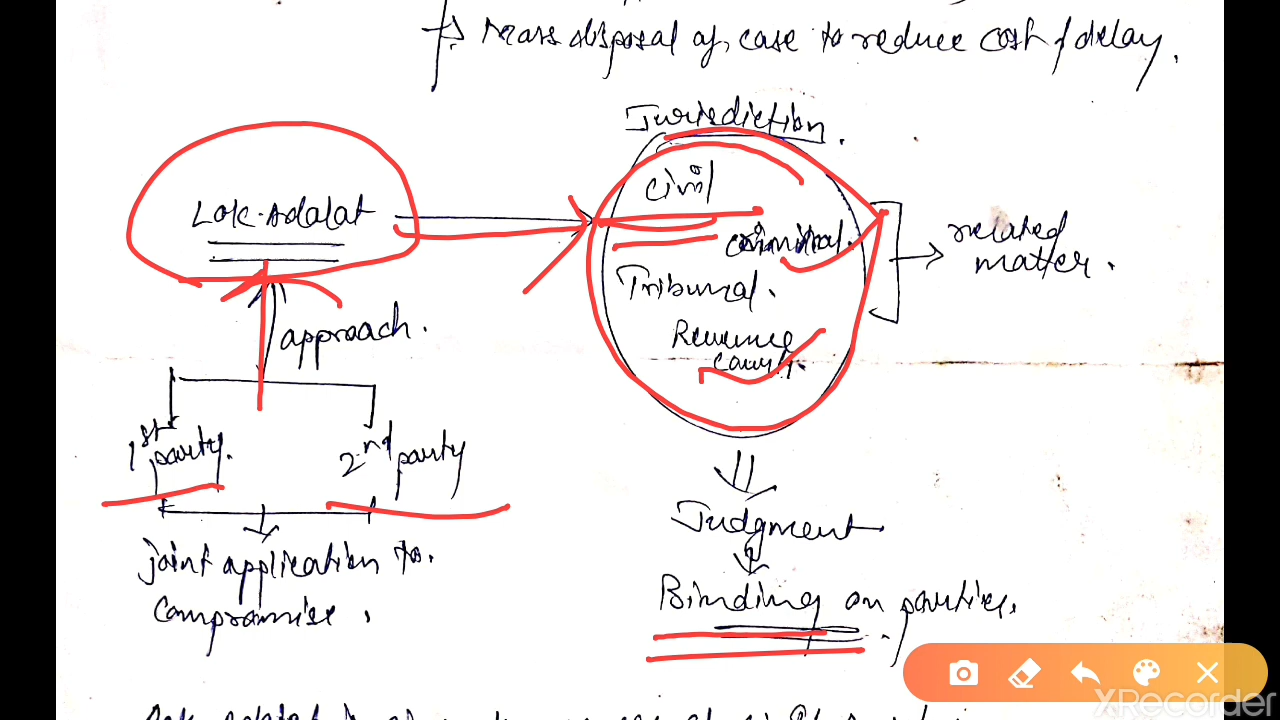 → Mass disposal of case to reduce cost & delay.
Jurisdiction.
Civil
Lok-Adalat
criminal.
related
matter.
Tribunal.
approach.
Revenue
court.
1st party.
2nd party
Judgment
joint application to
compromise.
Binding on parties.
XRecorder